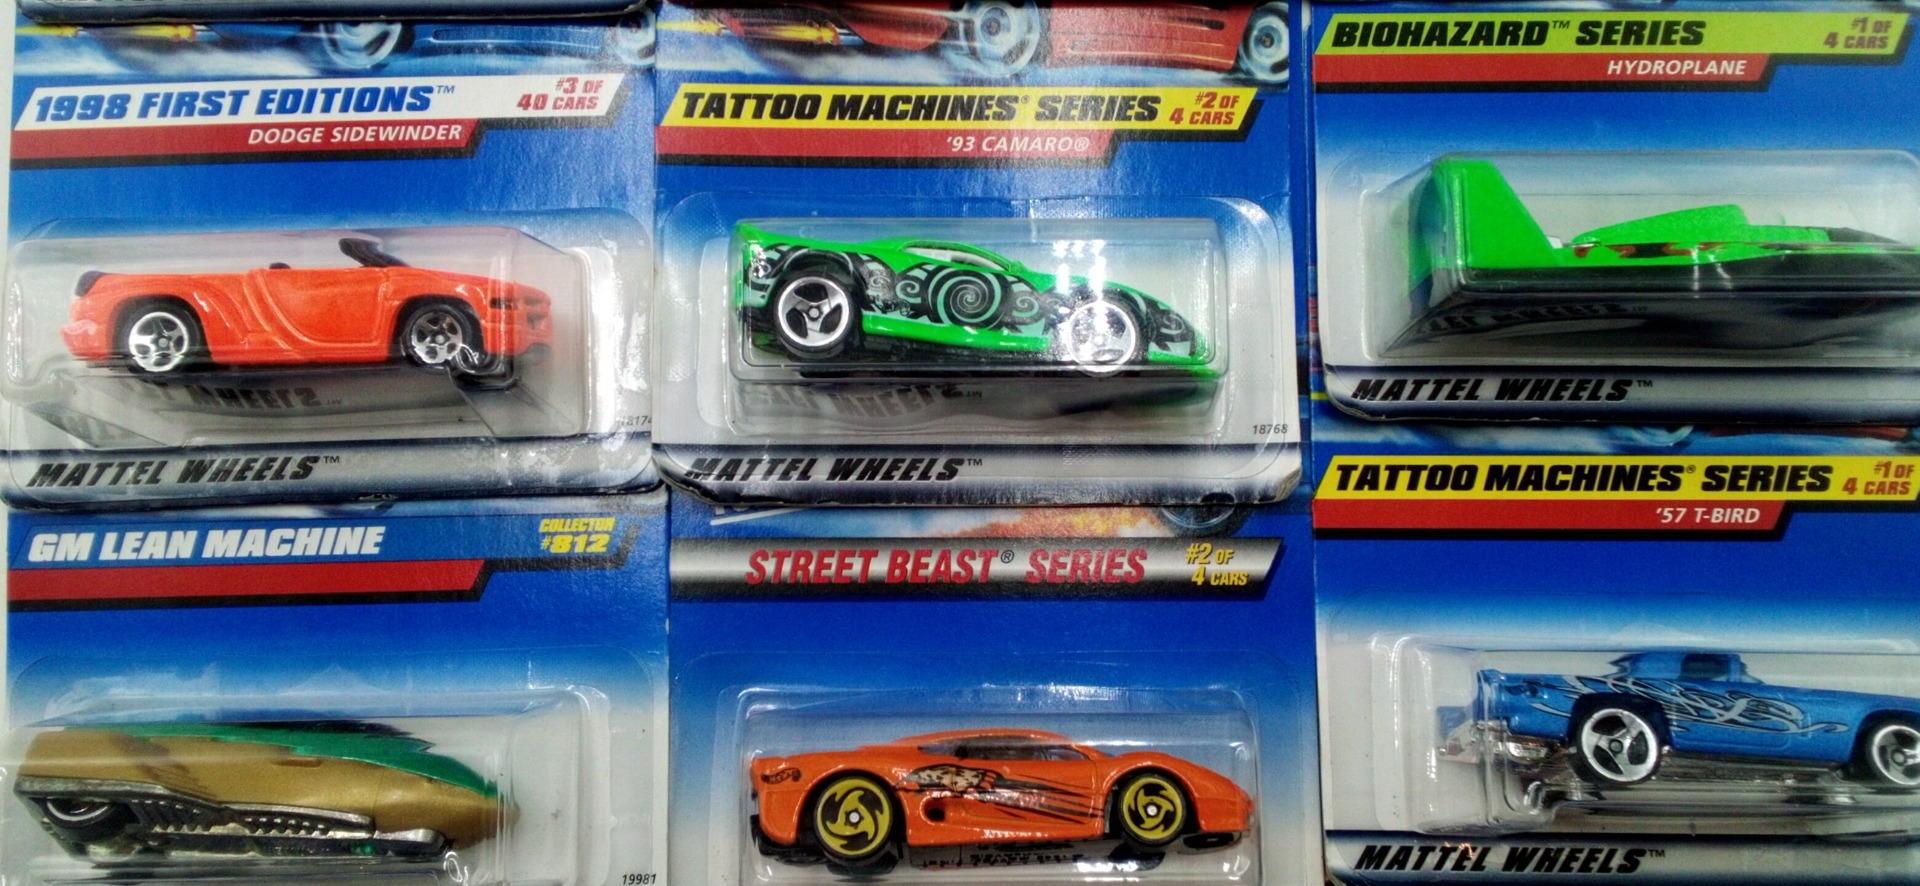 1998 FIRST EDITIONS™
#3 OF
40 CARS
DODGE SIDEWINDER
MATTEL WHEELS™
TATTOO MACHINES® SERIES
#2 OF
4 CARS
'93 CAMARO®
18768
MATTEL WHEELS™
BIOHAZARD™ SERIES
#1 OF
4 CARS
HYDROPLANE
MATTEL WHEELS™
GM LEAN MACHINE
COLLECTOR
#812
19981
STREET BEAST® SERIES
#2 OF
4 CARS
TATTOO MACHINES® SERIES
#1 OF
4 CARS
'57 T-BIRD
MATTEL WHEELS™